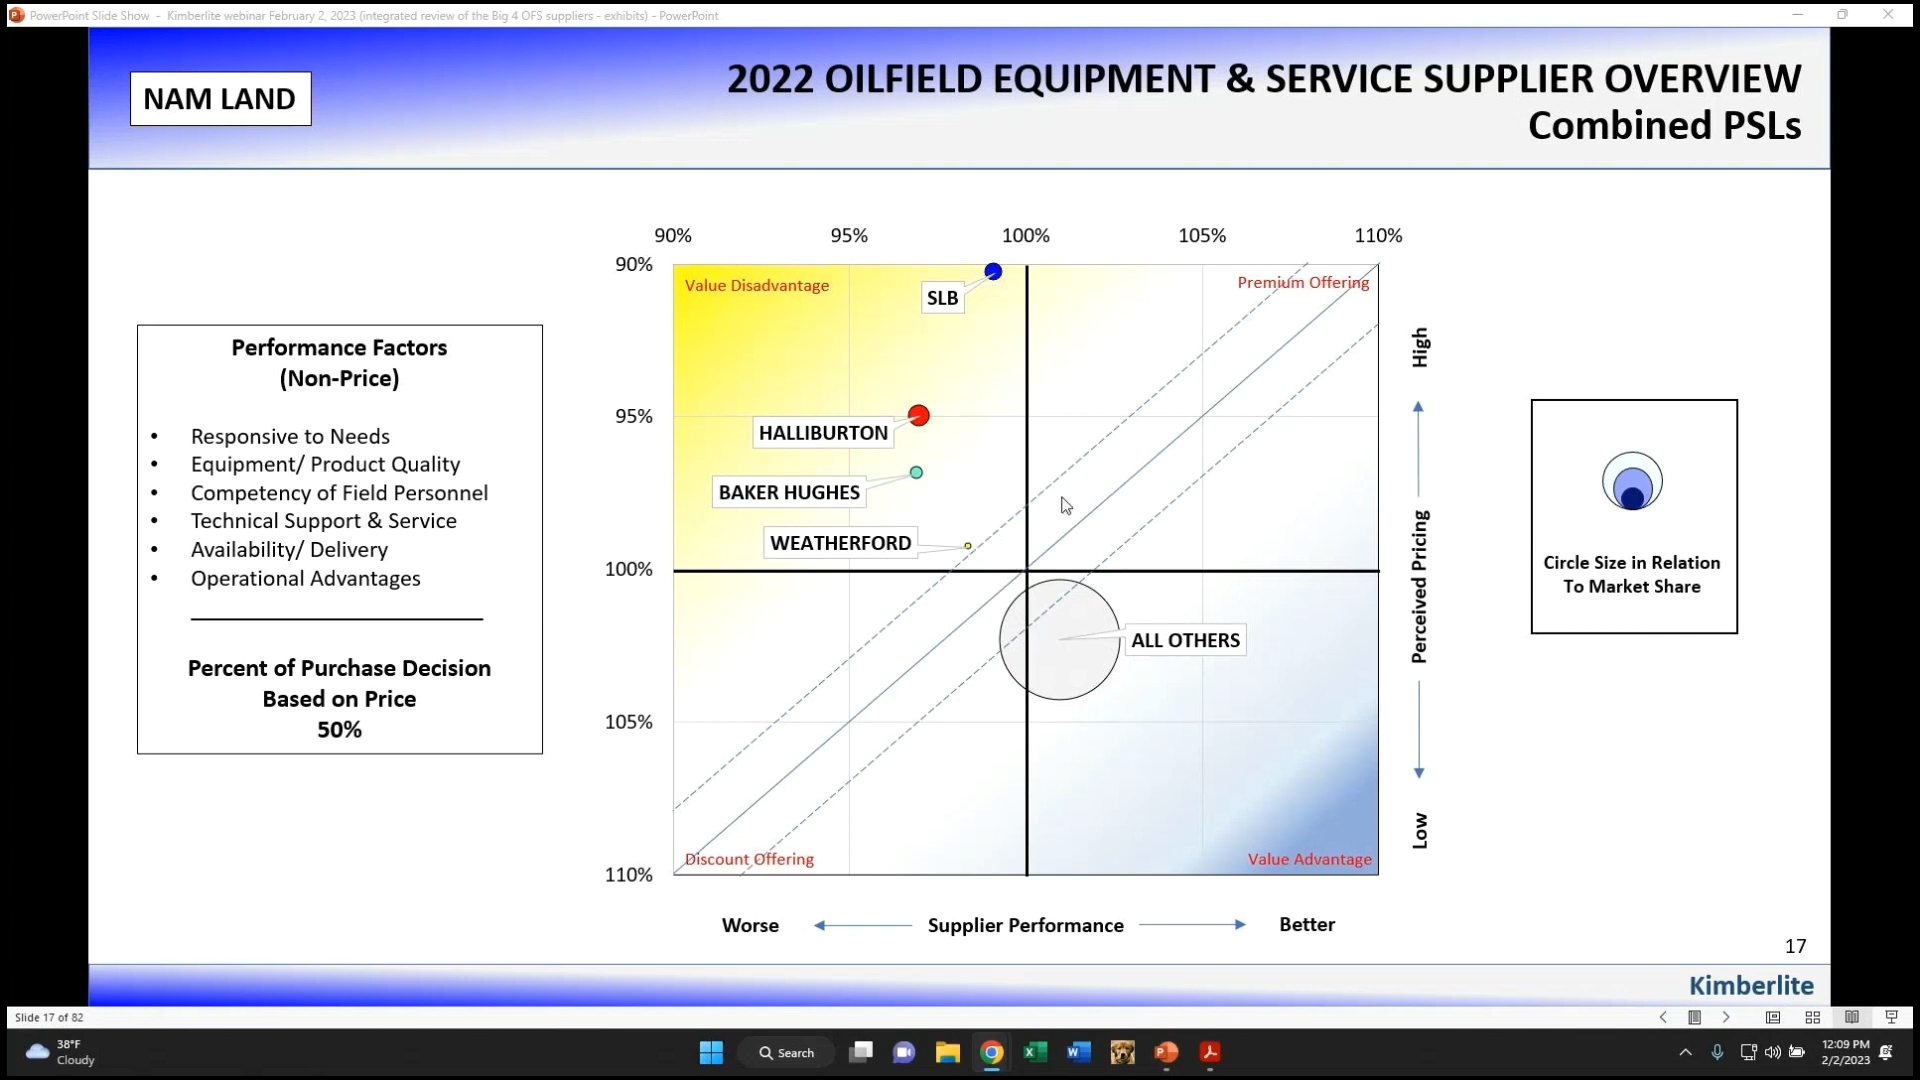 PowerPoint Slide Show - Kimberlite webinar February 2, 2023 (integrated review of the Big 4 OFS suppliers - exhibits) - PowerPoint
NAM LAND
2022 OILFIELD EQUIPMENT & SERVICE SUPPLIER OVERVIEW
Combined PSLs
Performance Factors
(Non-Price)
• Responsive to Needs
• Equipment/ Product Quality
• Competency of Field Personnel
• Technical Support & Service
• Availability/ Delivery
• Operational Advantages
Percent of Purchase Decision
Based on Price
50%
90% 95% 100% 105% 110%
90%
95%
100%
105%
110%
Value Disadvantage
Premium Offering
SLB
HALLIBURTON
BAKER HUGHES
WEATHERFORD
ALL OTHERS
Discount Offering
Value Advantage
High
Perceived Pricing
Low
Worse Supplier Performance Better
Circle Size in Relation
To Market Share
17
Kimberlite
Slide 17 of 82
38°F
Cloudy
Search
12:09 PM
2/2/2023